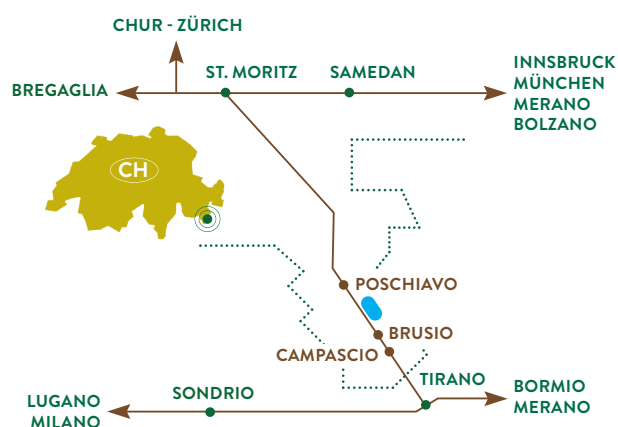 CHUR - ZÜRICH
ST. MORITZ
SAMEDAN
BREGAGLIA
INNSBRUCK
MÜNCHEN
MERANO
BOLZANO
CH
POSCHIAVO
BRUSIO
CAMPASCIO
TIRANO
SONDRIO
BORMIO
MERANO
LUGANO
MILANO